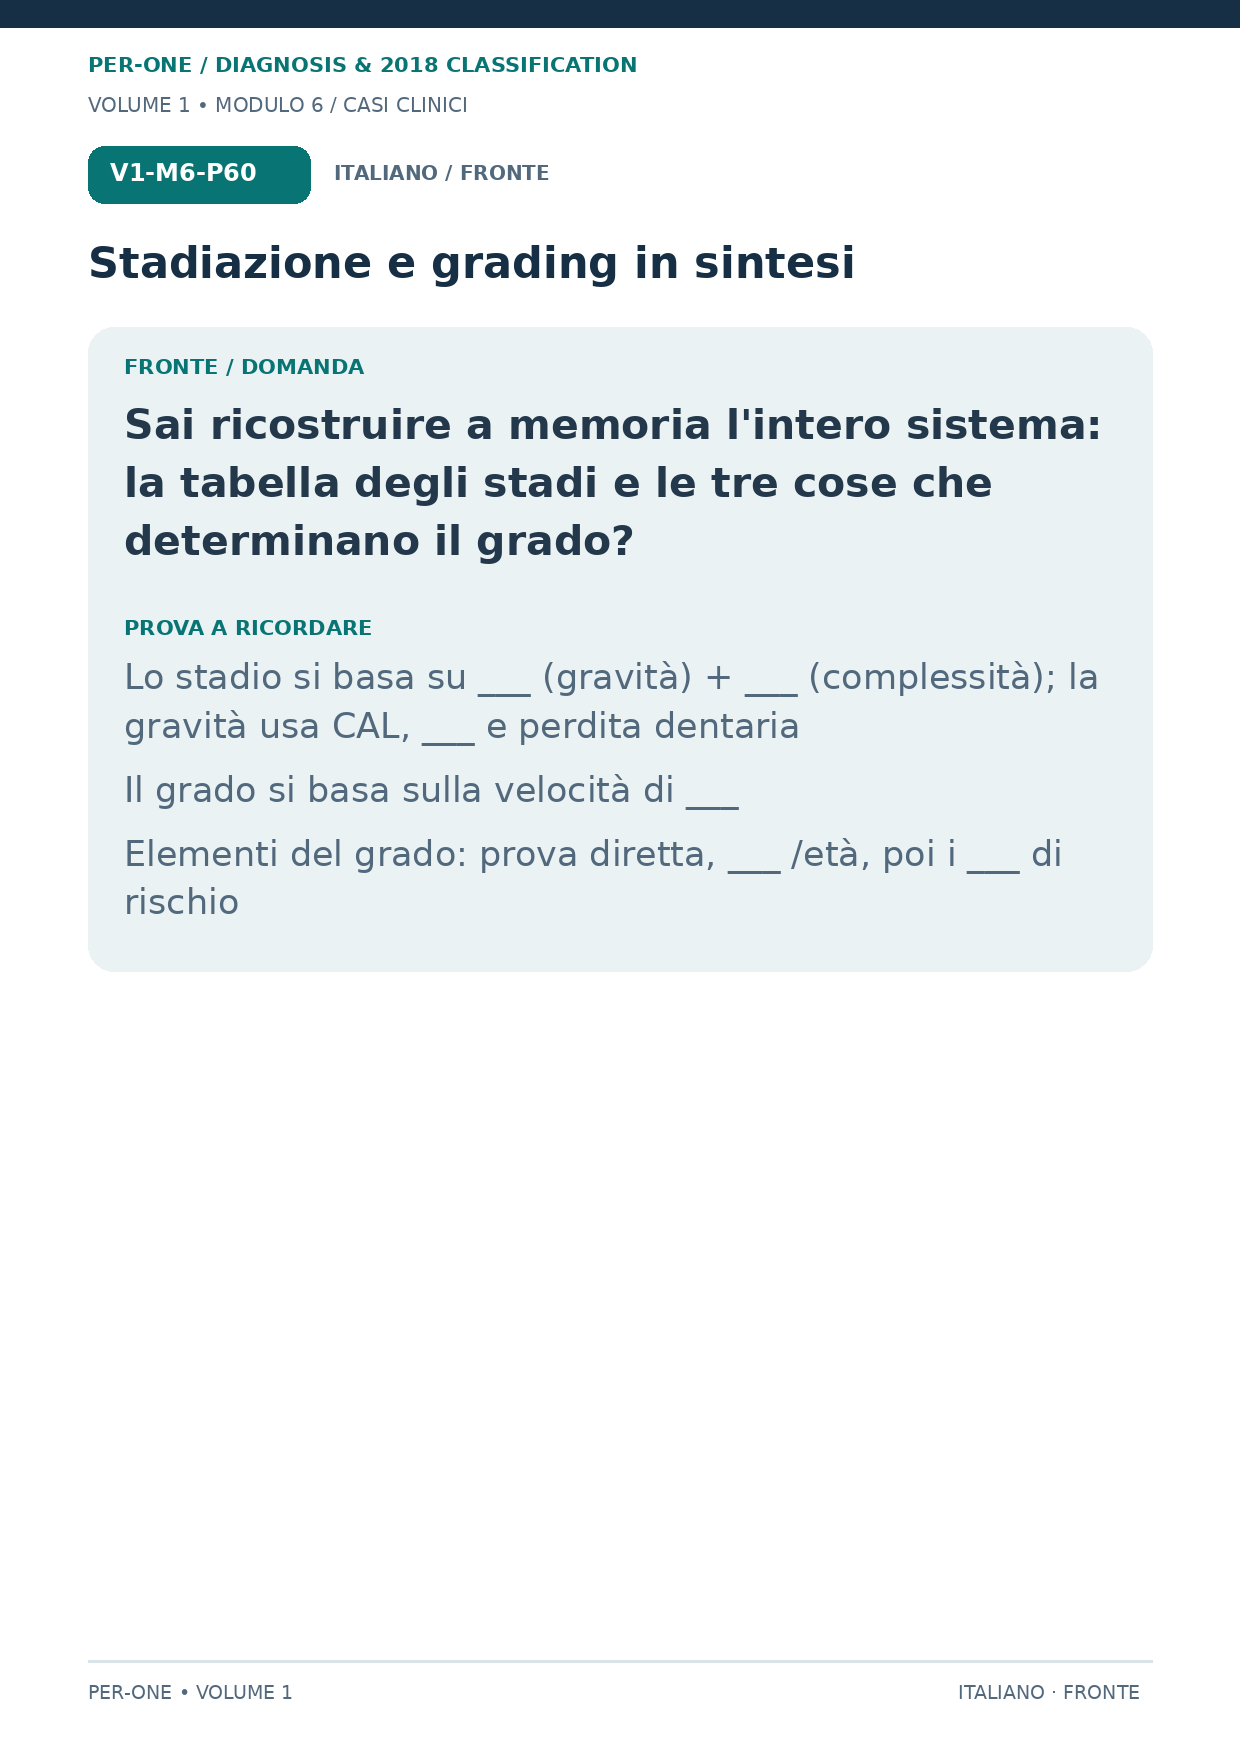 PER-ONE / DIAGNOSIS & 2018 CLASSIFICATION
VOLUME 1 • MODULO 6 / CASI CLINICI
V1-M6-P60
ITALIANO / FRONTE
Stadiazione e grading in sintesi
FRONTE / DOMANDA
Sai ricostruire a memoria l'intero sistema:
la tabella degli stadi e le tre cose che
determinano il grado?
PROVA A RICORDARE
Lo stadio si basa su ___ (gravità) + ___ (complessità); la
gravità usa CAL, ___ e perdita dentaria
Il grado si basa sulla velocità di ___
Elementi del grado: prova diretta, ___ /età, poi i ___ di
rischio
PER-ONE • VOLUME 1
ITALIANO · FRONTE